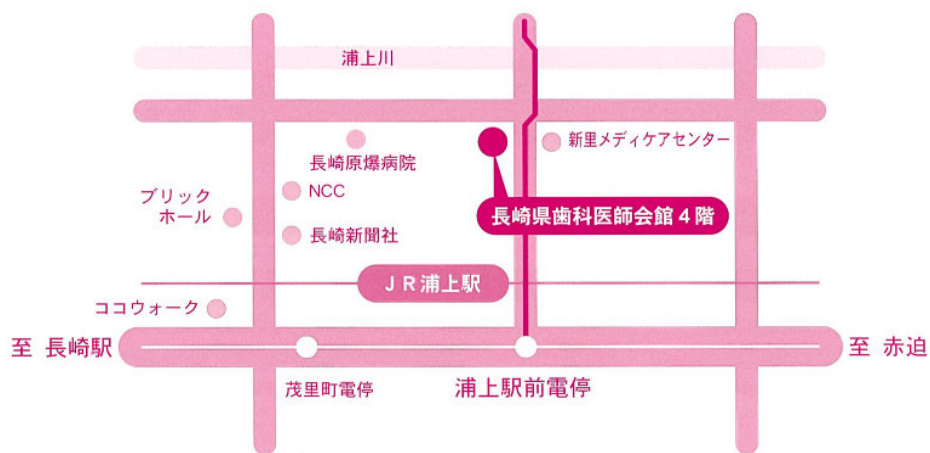 浦上川
長崎原爆病院
新里メディケアセンター
NCC
ブリック
ホール
長崎県歯科医師会館４階
長崎新聞社
ＪＲ浦上駅
ココウォーク
至 長崎駅
至 赤迫
茂里町電停
浦上駅前電停